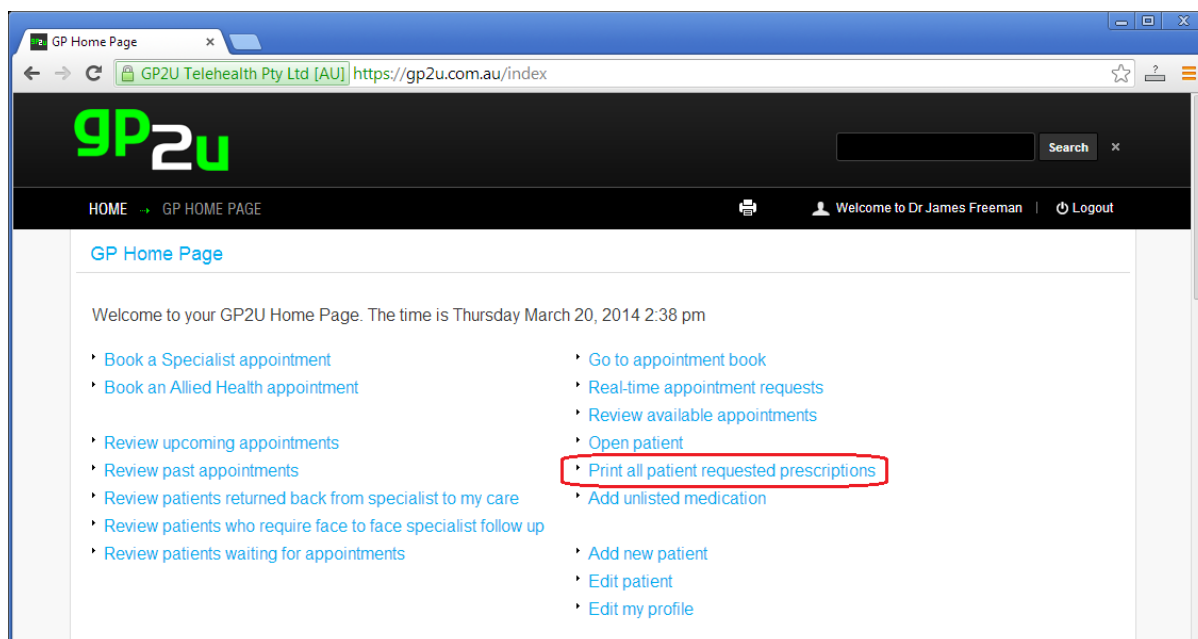 GP Home Page
GP2U Telehealth Pty Ltd [AU] https://gp2u.com.au/index
?
gp2u
Search
HOME GP HOME PAGE Welcome to Dr James Freeman | Logout
GP Home Page
Welcome to your GP2U Home Page. The time is Thursday March 20, 2014 2:38 pm
Book a Specialist appointment
Book an Allied Health appointment
Review upcoming appointments
Review past appointments
Review patients returned back from specialist to my care
Review patients who require face to face specialist follow up
Review patients waiting for appointments
Go to appointment book
Real-time appointment requests
Review available appointments
Open patient
Print all patient requested prescriptions
Add unlisted medication
Add new patient
Edit patient
Edit my profile